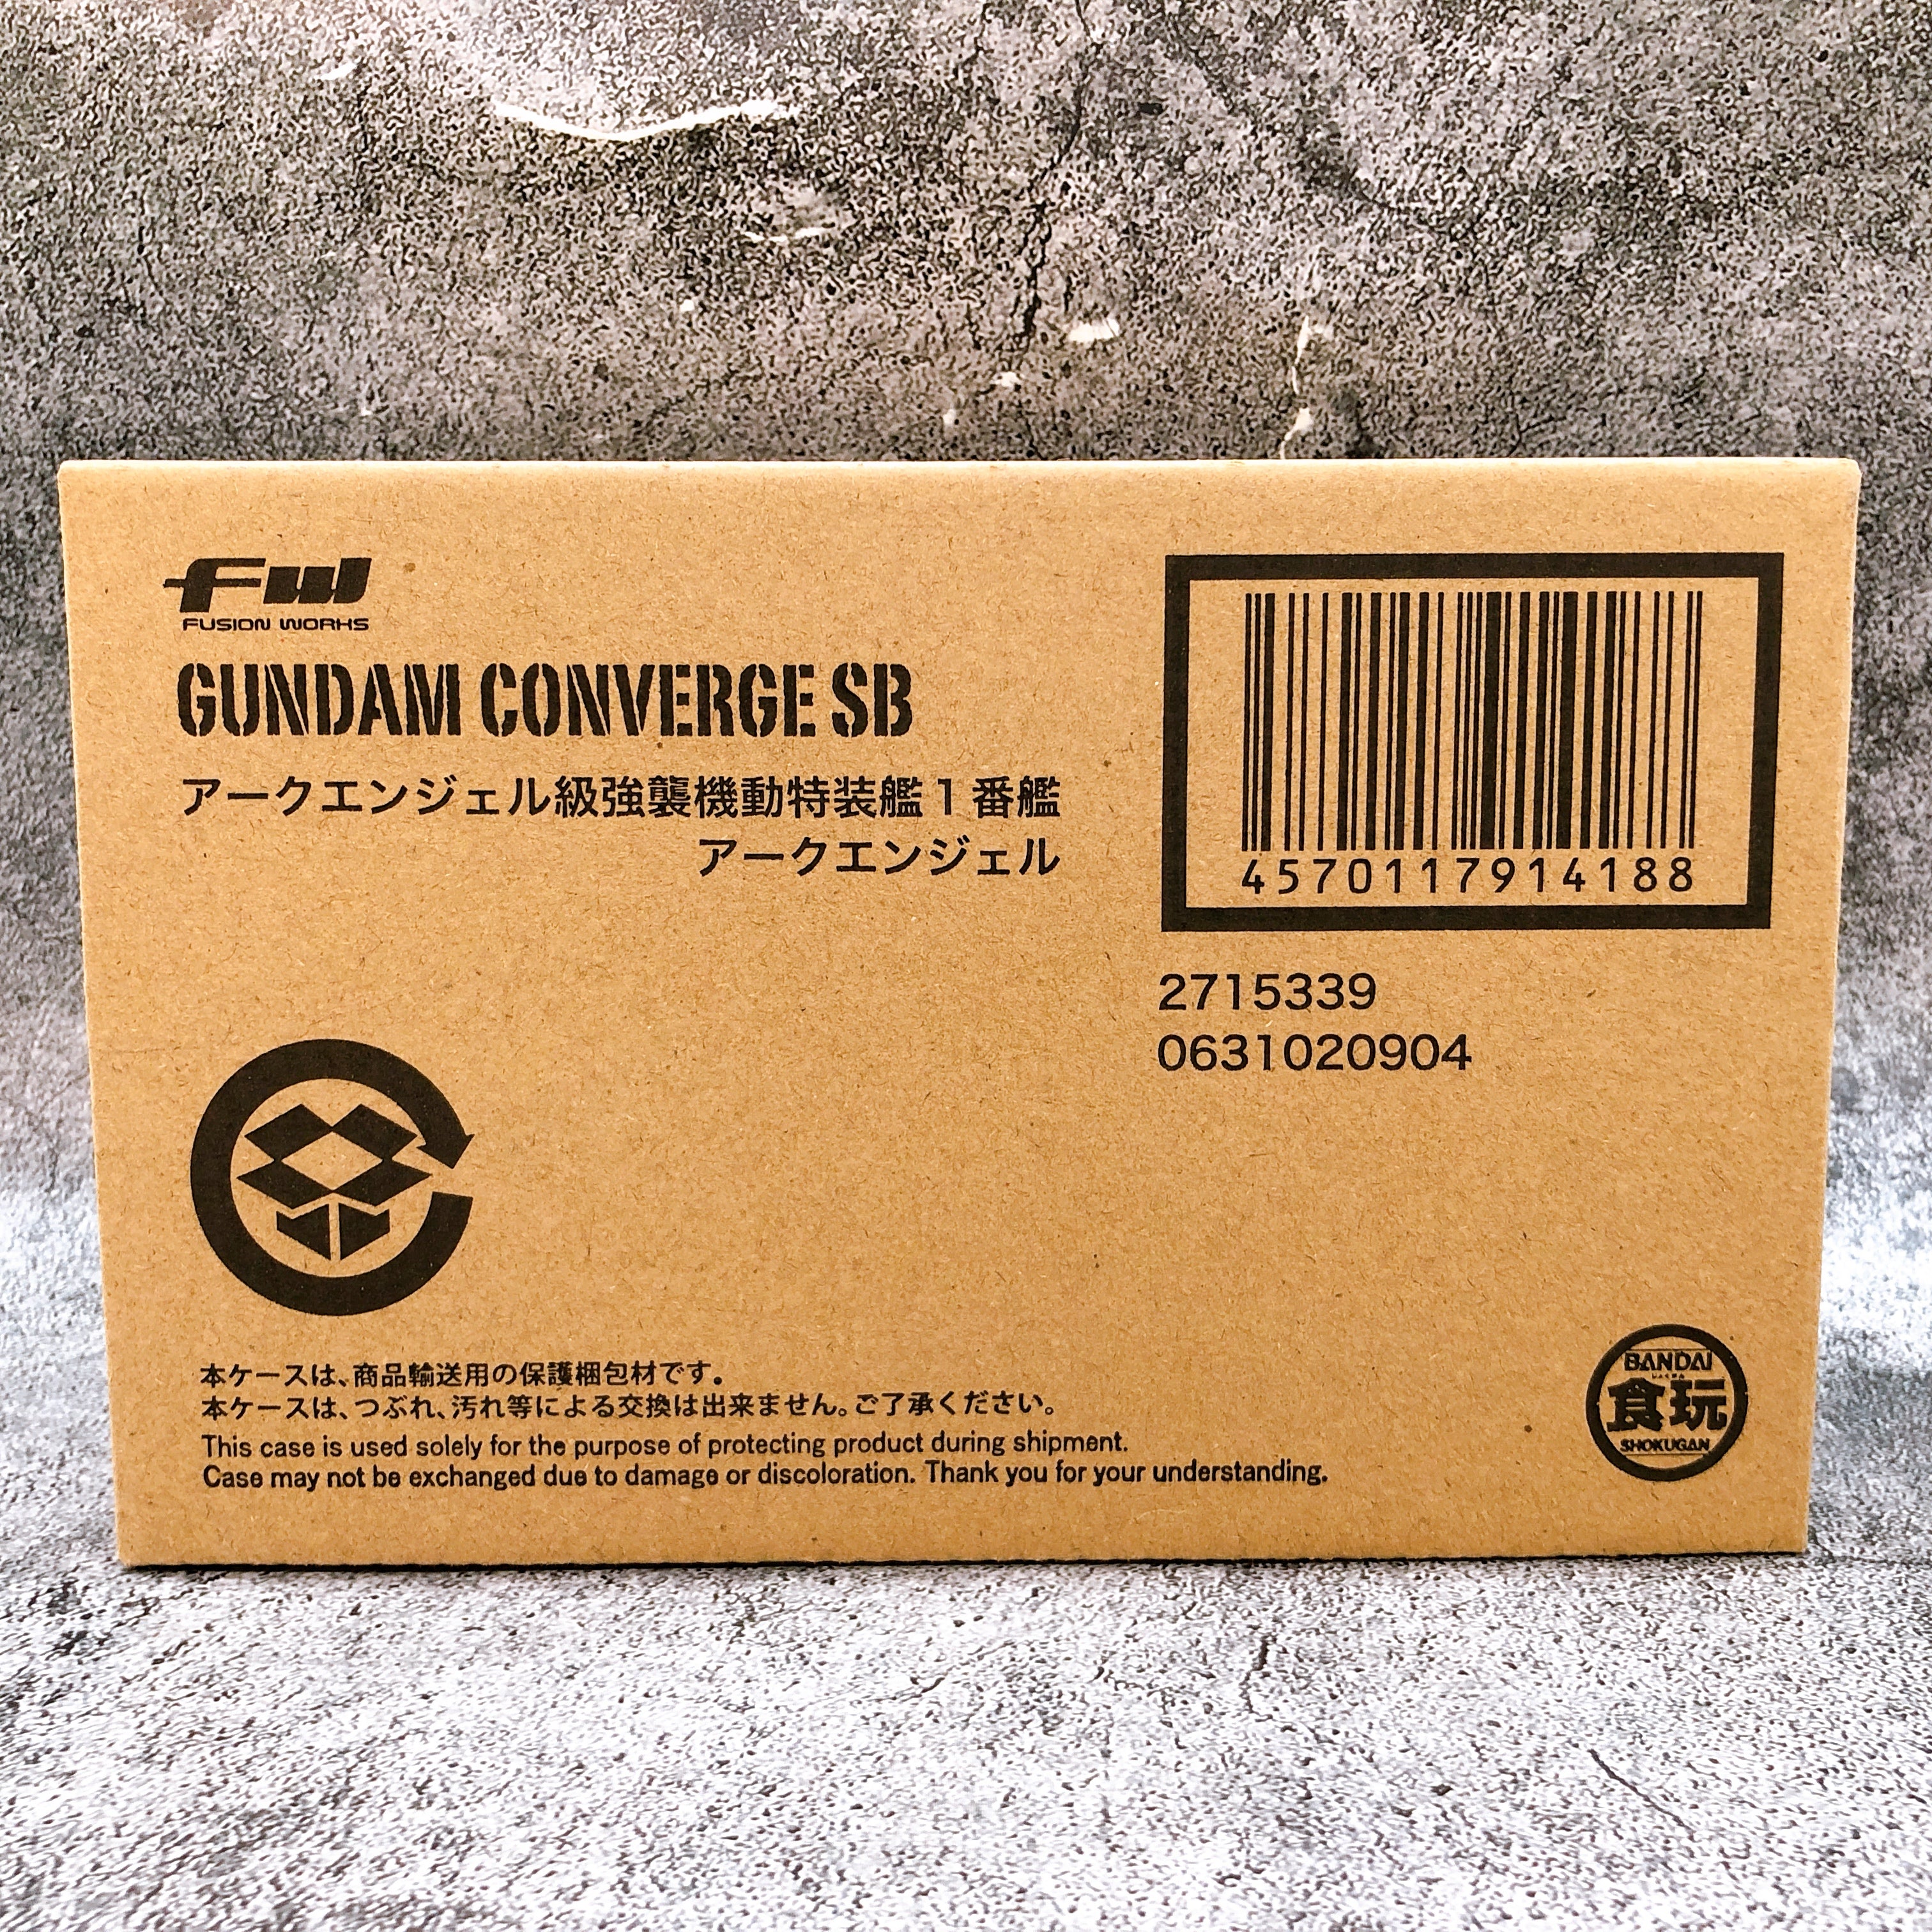 FW
FUSION WORKS
GUNDAM CONVERGE SB
アークエンジェル級強襲機動特装艦1番艦
アークエンジェル
4570117914188
2715339
0631020904
本ケースは、商品輸送用の保護梱包材です。
本ケースは、つぶれ、汚れ等による交換は出来ません。ご了承ください。
This case is used solely for the purpose of protecting product during shipment.
Case may not be exchanged due to damage or discoloration. Thank you for your understanding.
BANDAI
しょくがん
食玩
SHOKUGAN